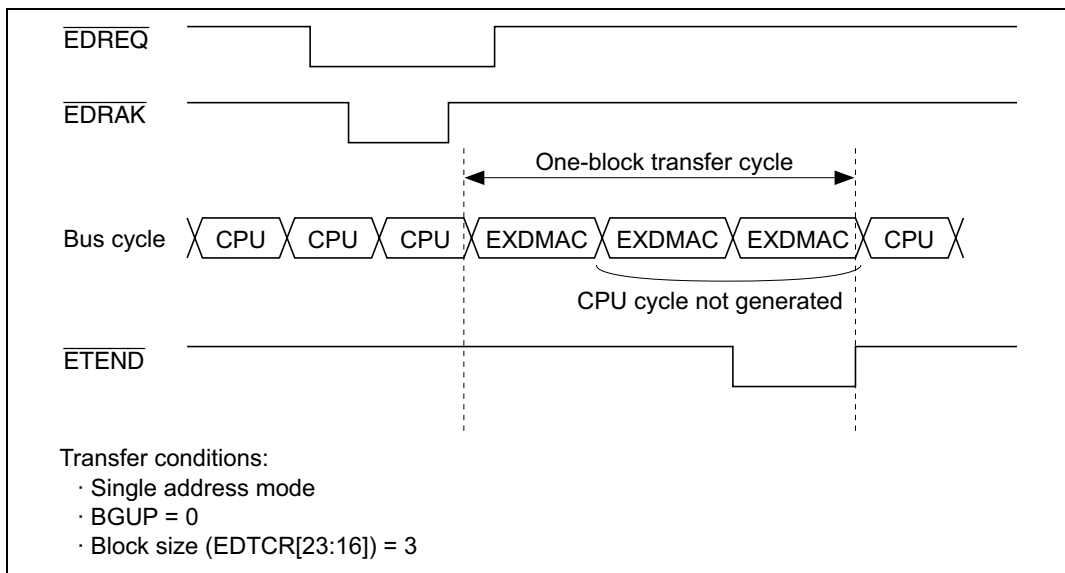 EDREQ
EDRAK
One-block transfer cycle
Bus cycle CPU CPU CPU EXDMAC EXDMAC EXDMAC CPU
CPU cycle not generated
ETEND
Transfer conditions:
· Single address mode
· BGUP = 0
· Block size (EDTCR[23:16]) = 3